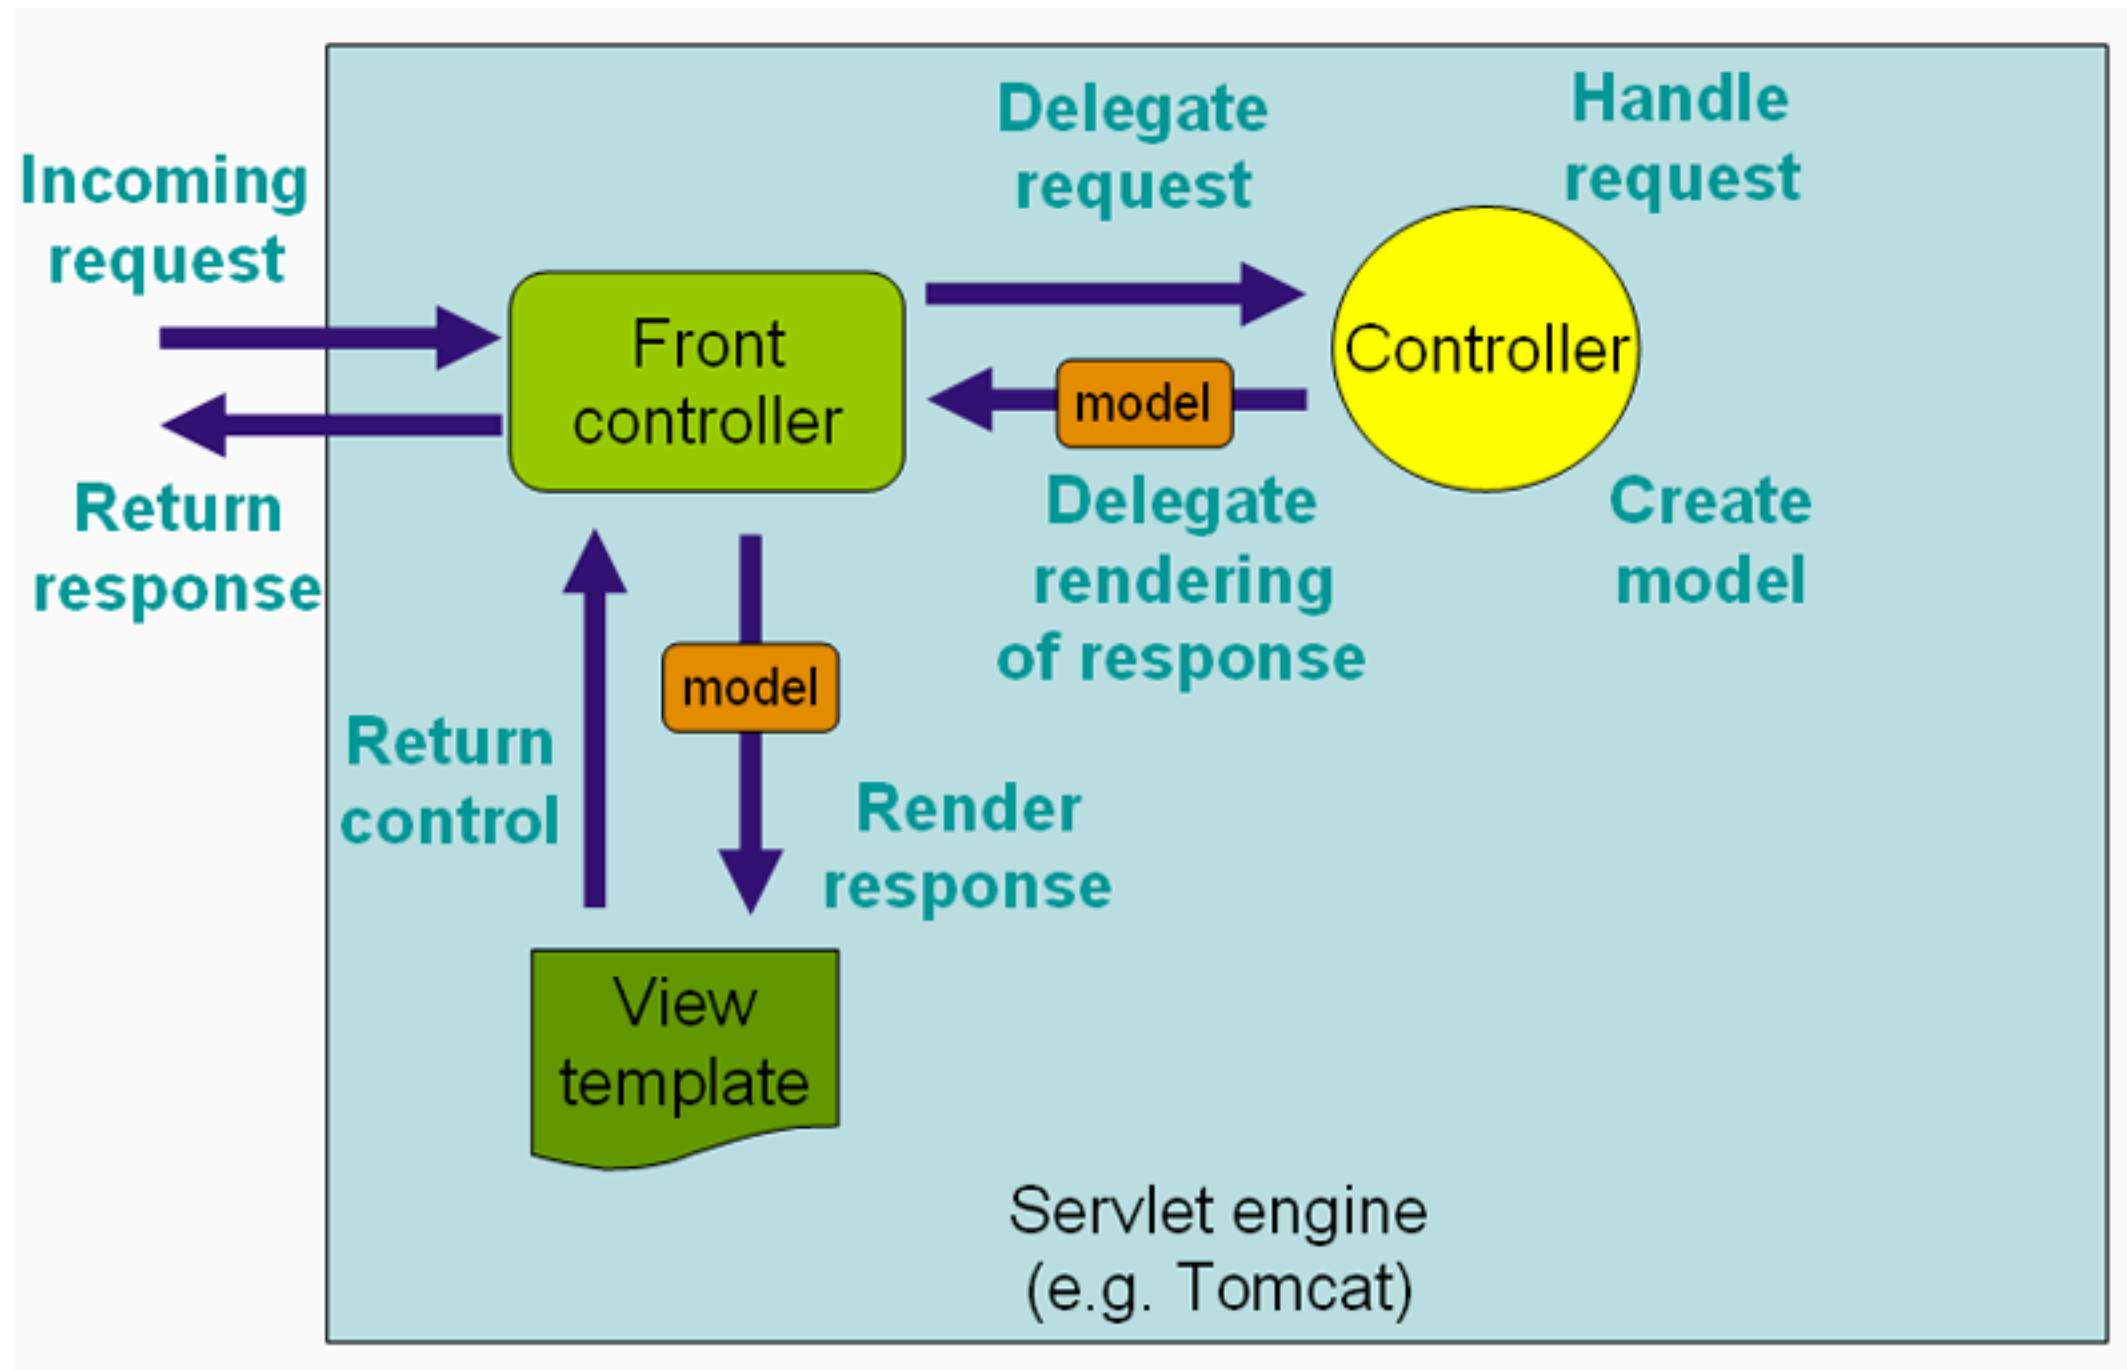 Incoming
request
Return
response
Delegate
request
Handle
request
Front
controller
Controller
model
Delegate
rendering
of response
Create
model
model
Return
control
Render
response
View
template
Servlet engine
(e.g. Tomcat)